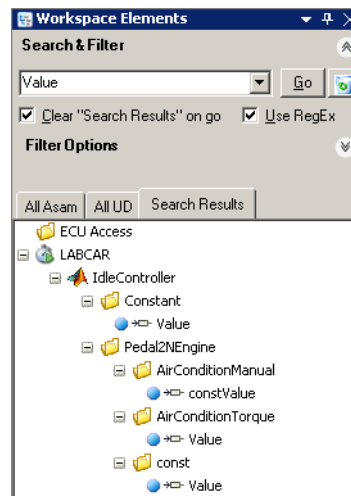 Workspace Elements
Search & Filter
Value
Go
Clear "Search Results" on go
Use RegEx
Filter Options
All Asam
All UD
Search Results
ECU Access
LABCAR
IdleController
Constant
Value
Pedal2NEngine
AirConditionManual
constValue
AirConditionTorque
Value
const
Value